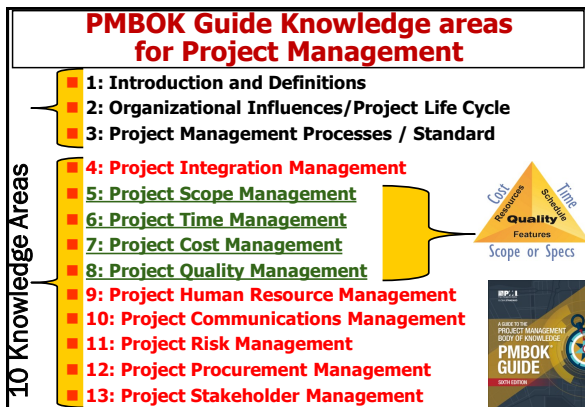 PMBOK Guide Knowledge areas
for Project Management
1: Introduction and Definitions
2: Organizational Influences/Project Life Cycle
3: Project Management Processes / Standard
10 Knowledge Areas
4: Project Integration Management
5: Project Scope Management
6: Project Time Management
7: Project Cost Management
8: Project Quality Management
9: Project Human Resource Management
10: Project Communications Management
11: Project Risk Management
12: Project Procurement Management
13: Project Stakeholder Management
Cost
Time
Resources
Schedule
Quality
Features
Scope or Specs
A GUIDE TO THE
PROJECT MANAGEMENT
BODY OF KNOWLEDGE
PMBOK®
GUIDE
SIXTH EDITION